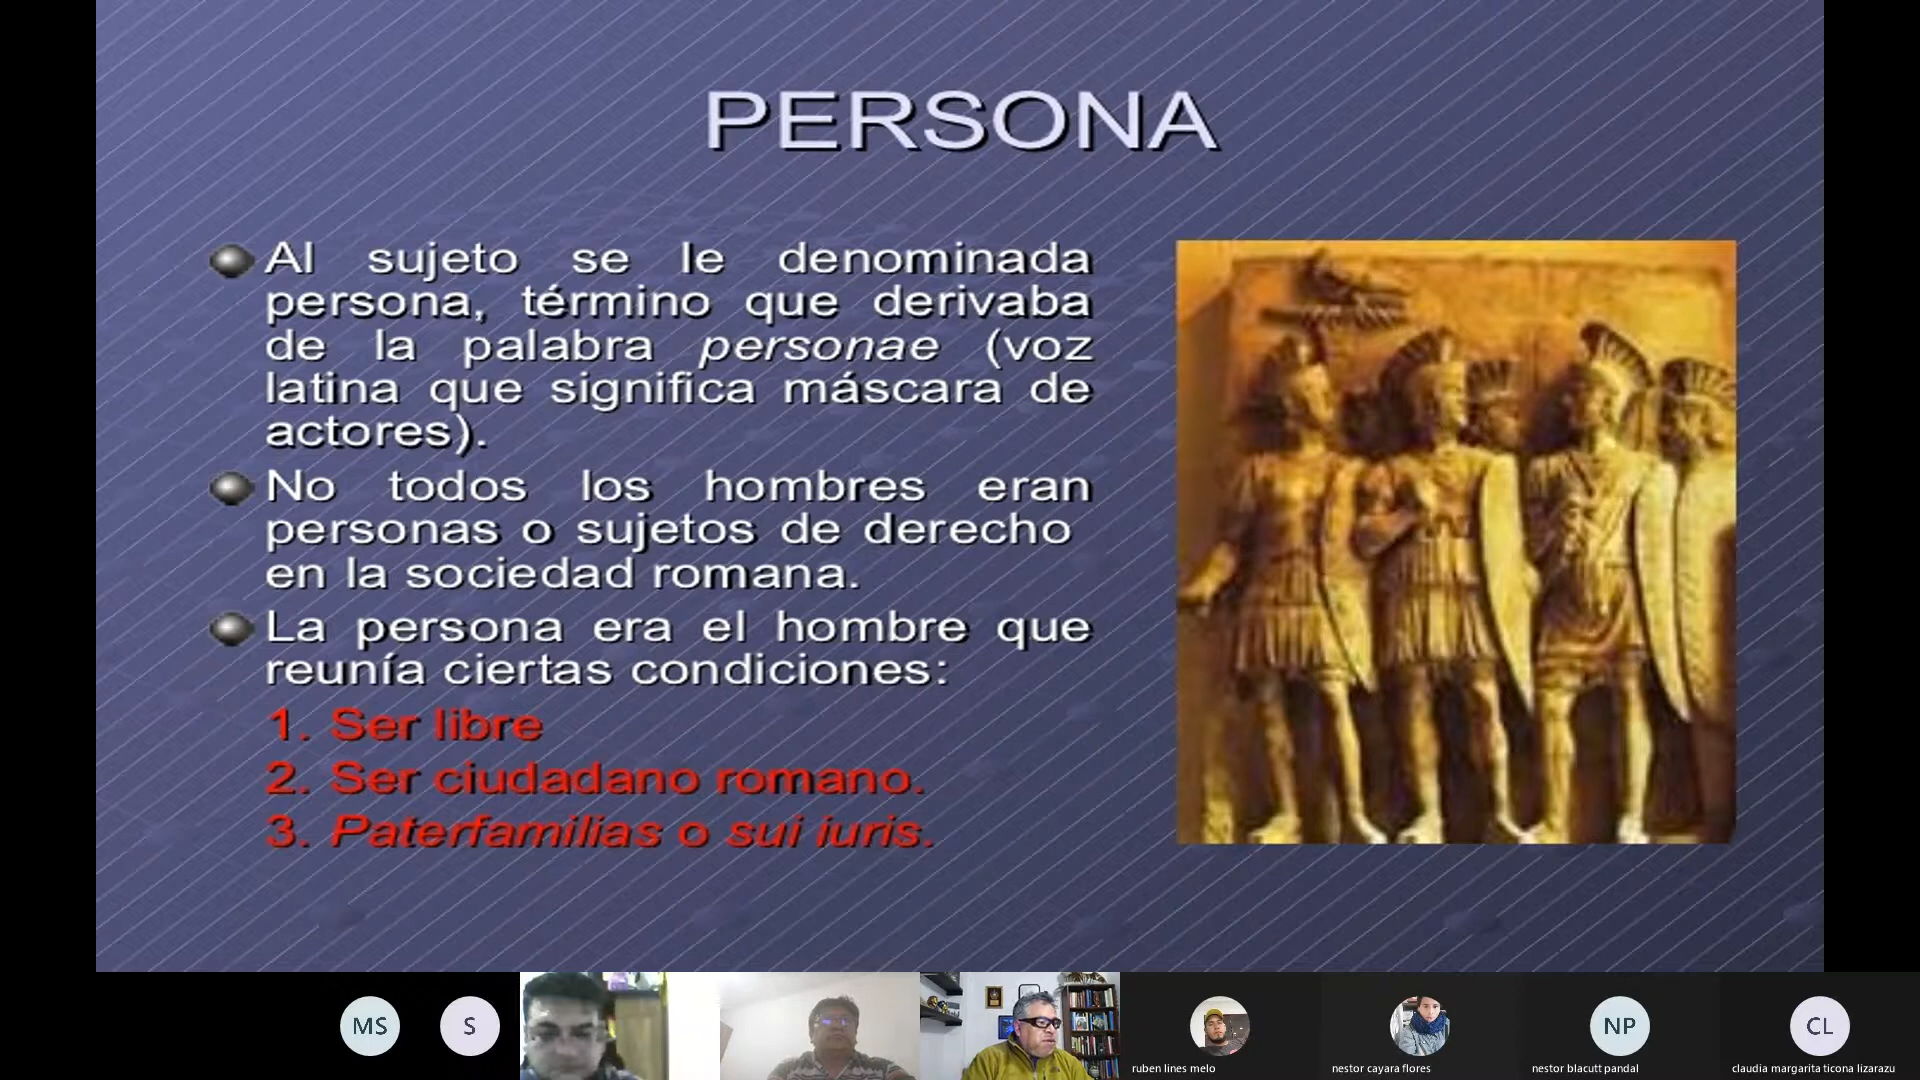 PERSONA
Al sujeto se le denominada
persona, término que derivaba
de la palabra personae (voz
latina que significa máscara de
actores).
No todos los hombres eran
personas o sujetos de derecho
en la sociedad romana.
La persona era el hombre que
reunía ciertas condiciones:
1. Ser libre
2. Ser ciudadano romano.
3. Paterfamilias o sui iuris.
MS
S
NP
CL
ruben lines melo
nestor cayara flores
nestor blacutt pandal
claudia margarita ticona lizarazu